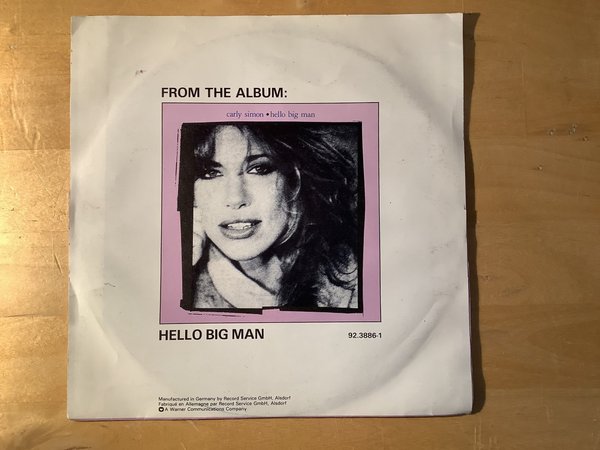 FROM THE ALBUM:
carly simon • hello big man
HELLO BIG MAN
92.3886-1
Manufactured in Germany by Record Service GmbH, Alsdorf
Fabriqué en Allemagne par Record Service GmbH, Alsdorf
A Warner Communications Company